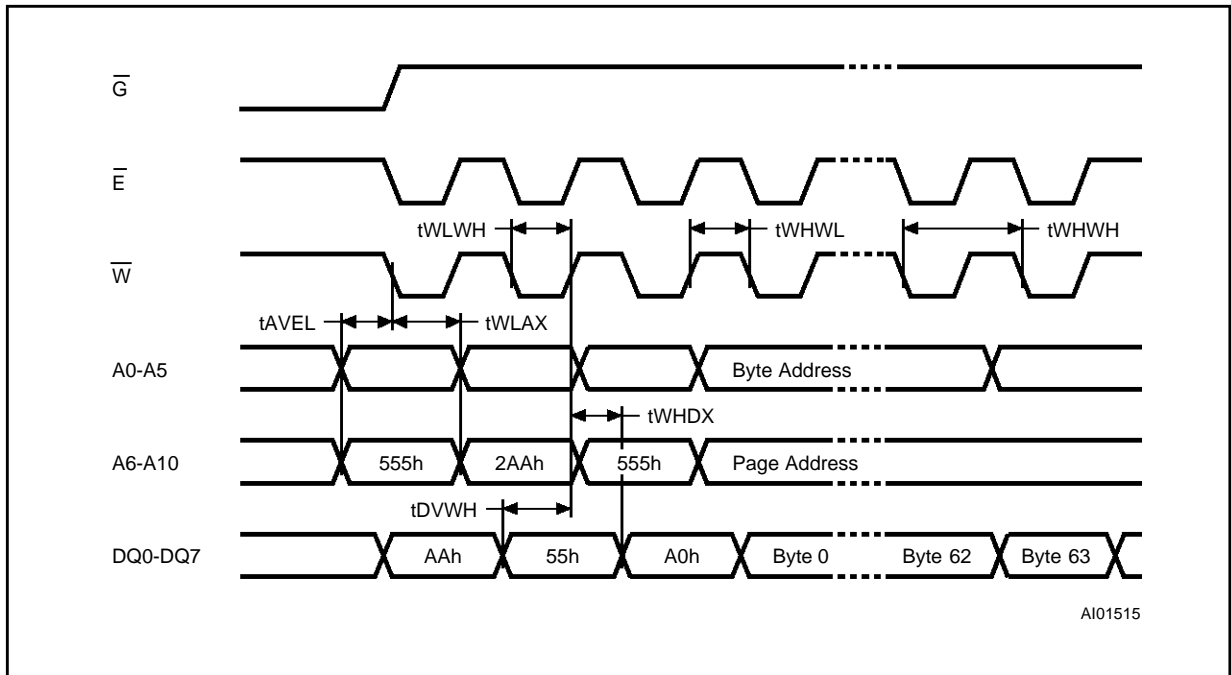 G̅
E̅
tWLWH tWHWL tWHWH
W̅
tAVEL tWLAX
A0-A5 Byte Address
tWHDX
A6-A10 555h 2AAh 555h Page Address
tDVWH
DQ0-DQ7 AAh 55h A0h Byte 0 Byte 62 Byte 63
AI01515